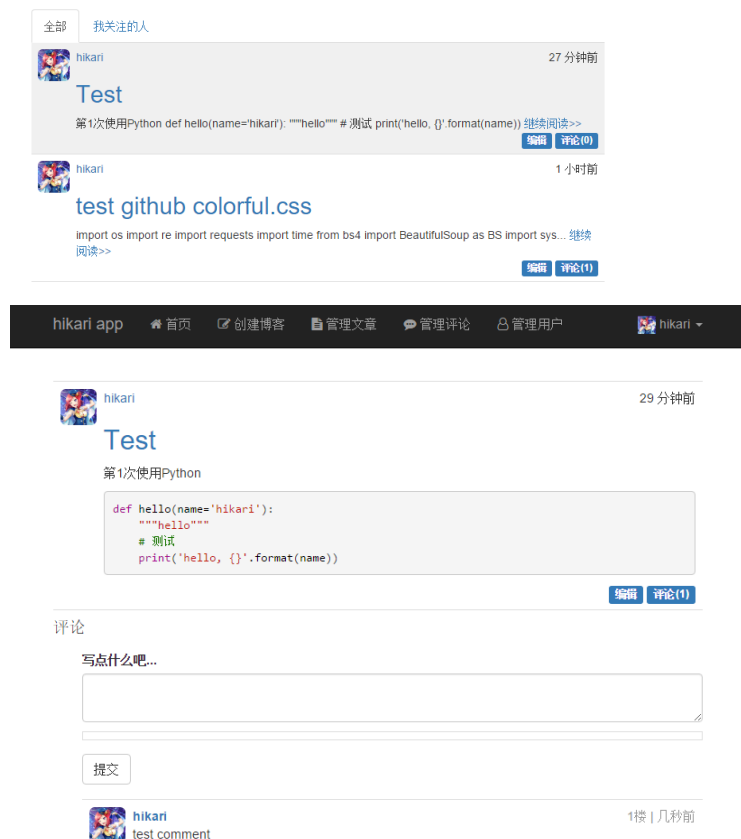 全部 我关注的人
hikari 27 分钟前
Test
第1次使用Python def hello(name='hikari'): """hello""" # 测试 print('hello, {}'.format(name)) 继续阅读>>
编辑 评论(0)
hikari 1 小时前
test github colorful.css
import os import re import requests import time from bs4 import BeautifulSoup as BS import sys... 继续
阅读>>
编辑 评论(1)
hikari app 首页 创建博客 管理文章 管理评论 管理用户 hikari
hikari 29 分钟前
Test
第1次使用Python
def hello(name='hikari'):
"""hello"""
# 测试
print('hello, {}'.format(name))
编辑 评论(1)
评论
写点什么吧...
提交
hikari 1楼 | 几秒前
test comment